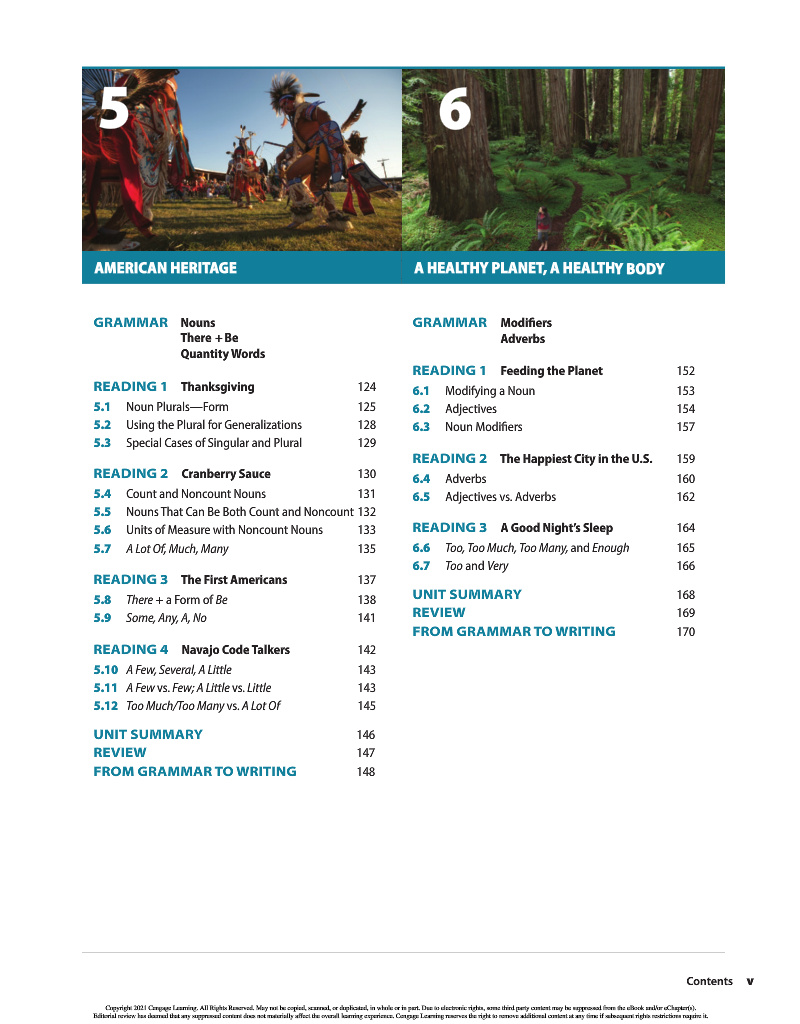 5
AMERICAN HERITAGE
GRAMMAR Nouns
There + Be
Quantity Words
READING 1 Thanksgiving 124
5.1 Noun Plurals—Form 125
5.2 Using the Plural for Generalizations 128
5.3 Special Cases of Singular and Plural 129
READING 2 Cranberry Sauce 130
5.4 Count and Noncount Nouns 131
5.5 Nouns That Can Be Both Count and Noncount 132
5.6 Units of Measure with Noncount Nouns 133
5.7 A Lot Of, Much, Many 135
READING 3 The First Americans 137
5.8 There + a Form of Be 138
5.9 Some, Any, A, No 141
READING 4 Navajo Code Talkers 142
5.10 A Few, Several, A Little 143
5.11 A Few vs. Few; A Little vs. Little 143
5.12 Too Much/Too Many vs. A Lot Of 145
UNIT SUMMARY 146
REVIEW 147
FROM GRAMMAR TO WRITING 148
6
A HEALTHY PLANET, A HEALTHY BODY
GRAMMAR Modifiers
Adverbs
READING 1 Feeding the Planet 152
6.1 Modifying a Noun 153
6.2 Adjectives 154
6.3 Noun Modifiers 157
READING 2 The Happiest City in the U.S. 159
6.4 Adverbs 160
6.5 Adjectives vs. Adverbs 162
READING 3 A Good Night's Sleep 164
6.6 Too, Too Much, Too Many, and Enough 165
6.7 Too and Very 166
UNIT SUMMARY 168
REVIEW 169
FROM GRAMMAR TO WRITING 170
Contents v
Copyright 2021 Cengage Learning. All Rights Reserved. May not be copied, scanned, or duplicated, in whole or in part. Due to electronic rights, some third party content may be suppressed from the eBook and/or eChapter(s).
Editorial review has deemed that any suppressed content does not materially affect the overall learning experience. Cengage Learning reserves the right to remove additional content at any time if subsequent rights restrictions require it.